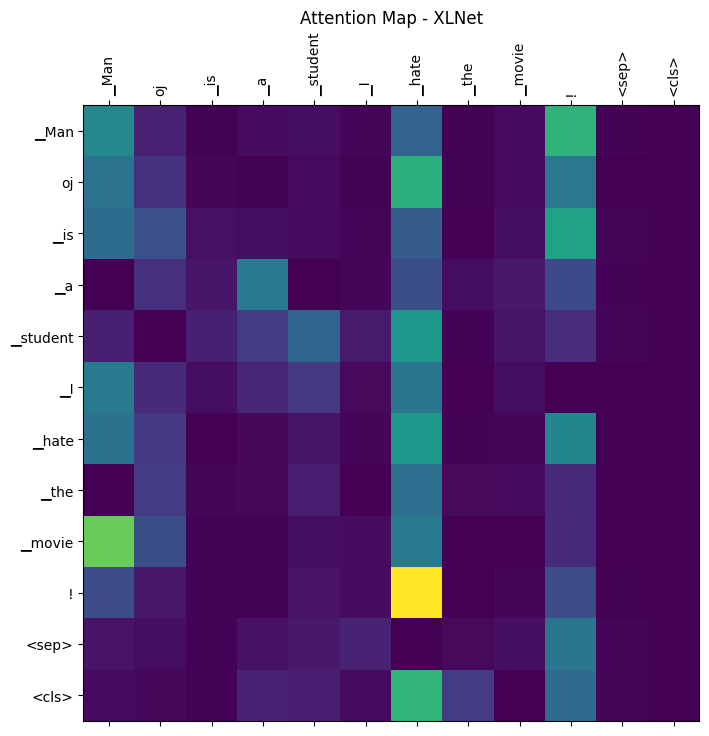 Attention Map - XLNet
▁Man oj ▁is ▁a ▁student ▁I ▁hate ▁the ▁movie ! <sep> <cls>
▁Man
oj
▁is
▁a
▁student
▁I
▁hate
▁the
▁movie
!
<sep>
<cls>